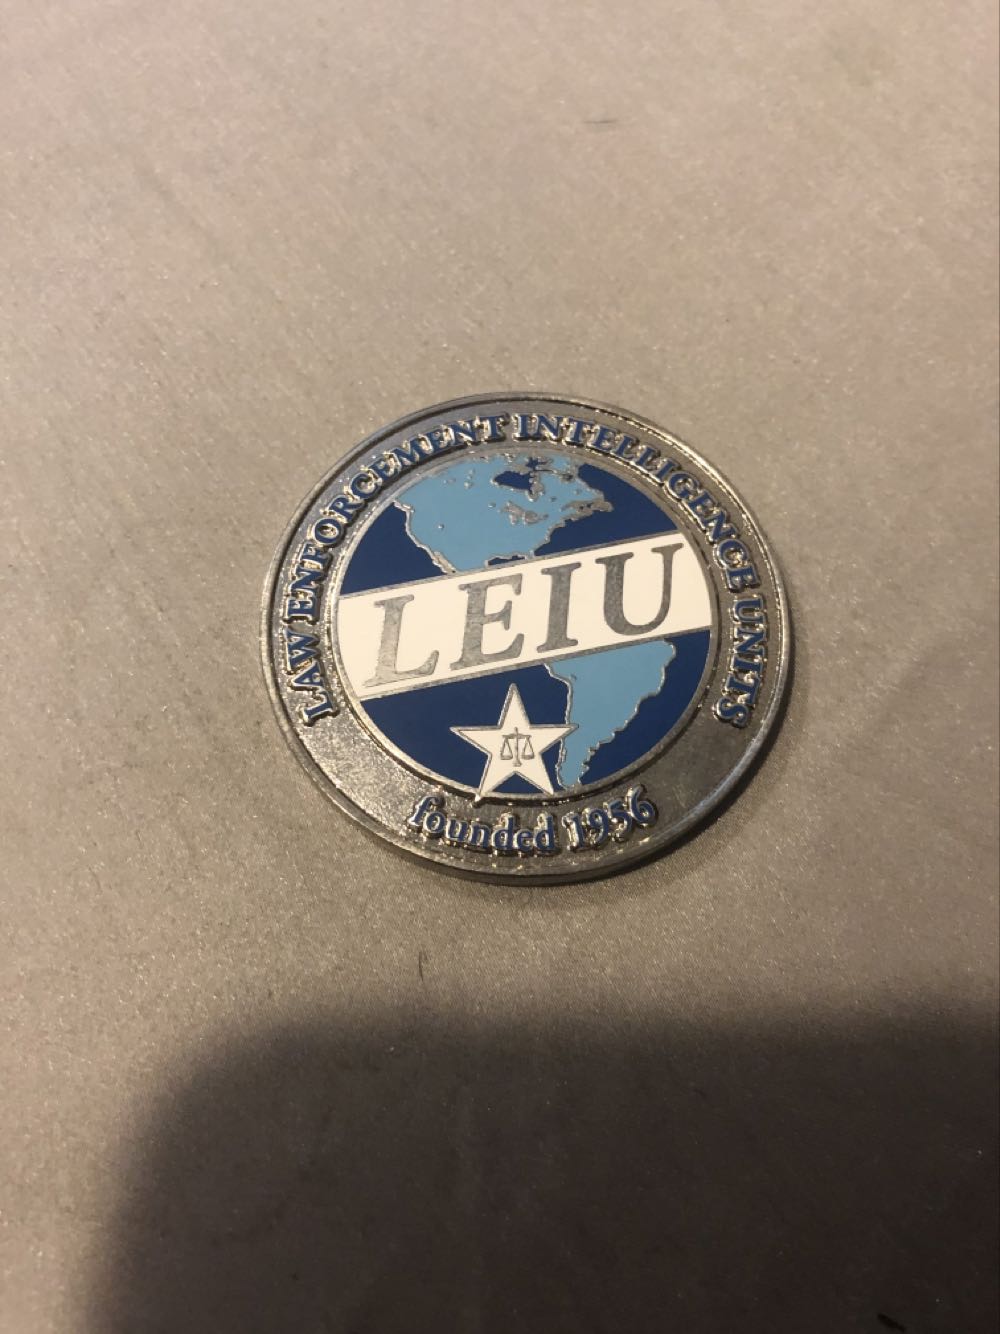 LAW ENFORCEMENT INTELLIGENCE UNITS
LEIU
founded 1956